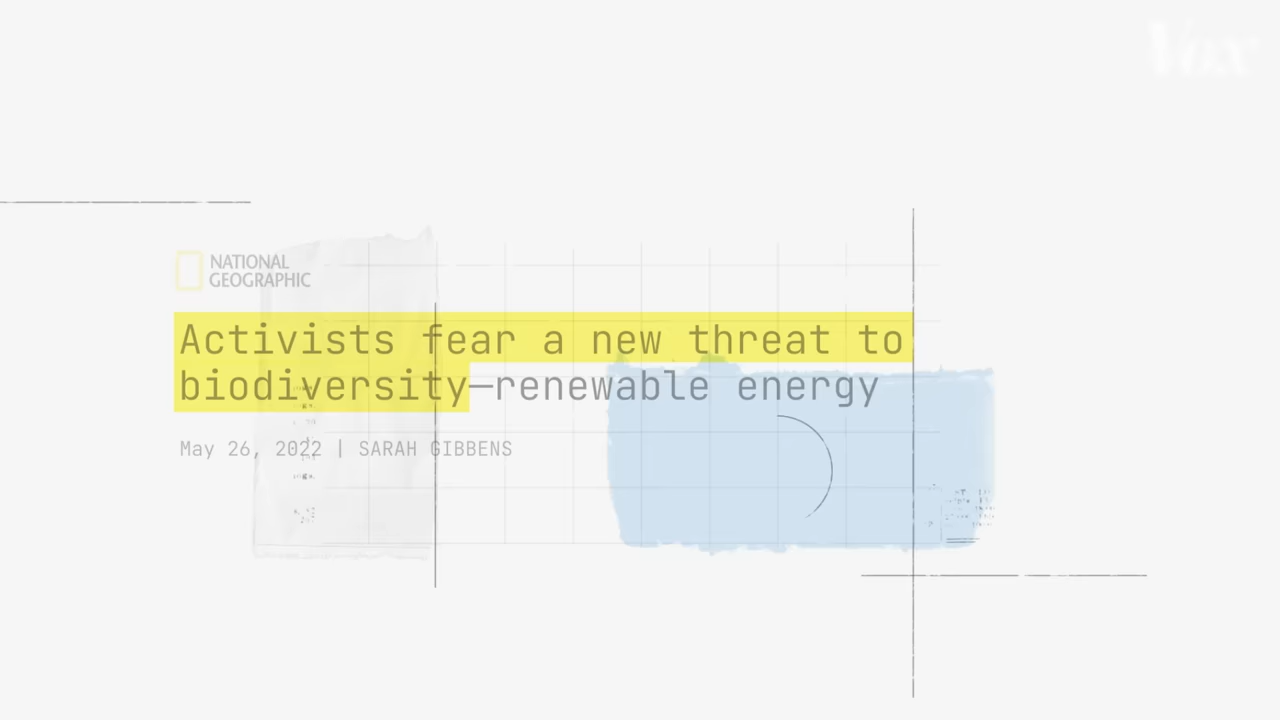 Vox
NATIONAL
GEOGRAPHIC
Activists fear a new threat to
biodiversity—renewable energy
May 26, 2022 | SARAH GIBBENS